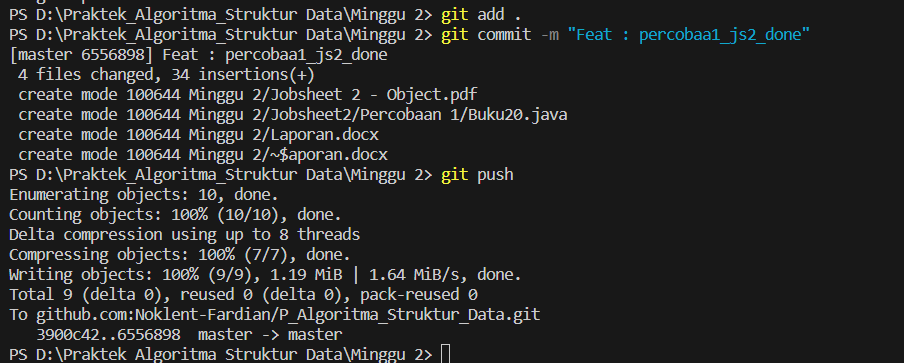 PS D:\Praktek_Algoritma_Struktur Data\Minggu 2> git add .
PS D:\Praktek_Algoritma_Struktur Data\Minggu 2> git commit -m "Feat : percobaa1_js2_done"
[master 6556898] Feat : percobaa1_js2_done
 4 files changed, 34 insertions(+)
 create mode 100644 Minggu 2/Jobsheet 2 - Object.pdf
 create mode 100644 Minggu 2/Jobsheet2/Percobaan 1/Buku20.java
 create mode 100644 Minggu 2/Laporan.docx
 create mode 100644 Minggu 2/~$aporan.docx
PS D:\Praktek_Algoritma_Struktur Data\Minggu 2> git push
Enumerating objects: 10, done.
Counting objects: 100% (10/10), done.
Delta compression using up to 8 threads
Compressing objects: 100% (7/7), done.
Writing objects: 100% (9/9), 1.19 MiB | 1.64 MiB/s, done.
Total 9 (delta 0), reused 0 (delta 0), pack-reused 0
To github.com:Noklent-Fardian/P_Algoritma_Struktur_Data.git
   3900c42..6556898  master -> master
PS D:\Praktek_Algoritma_Struktur Data\Minggu 2>